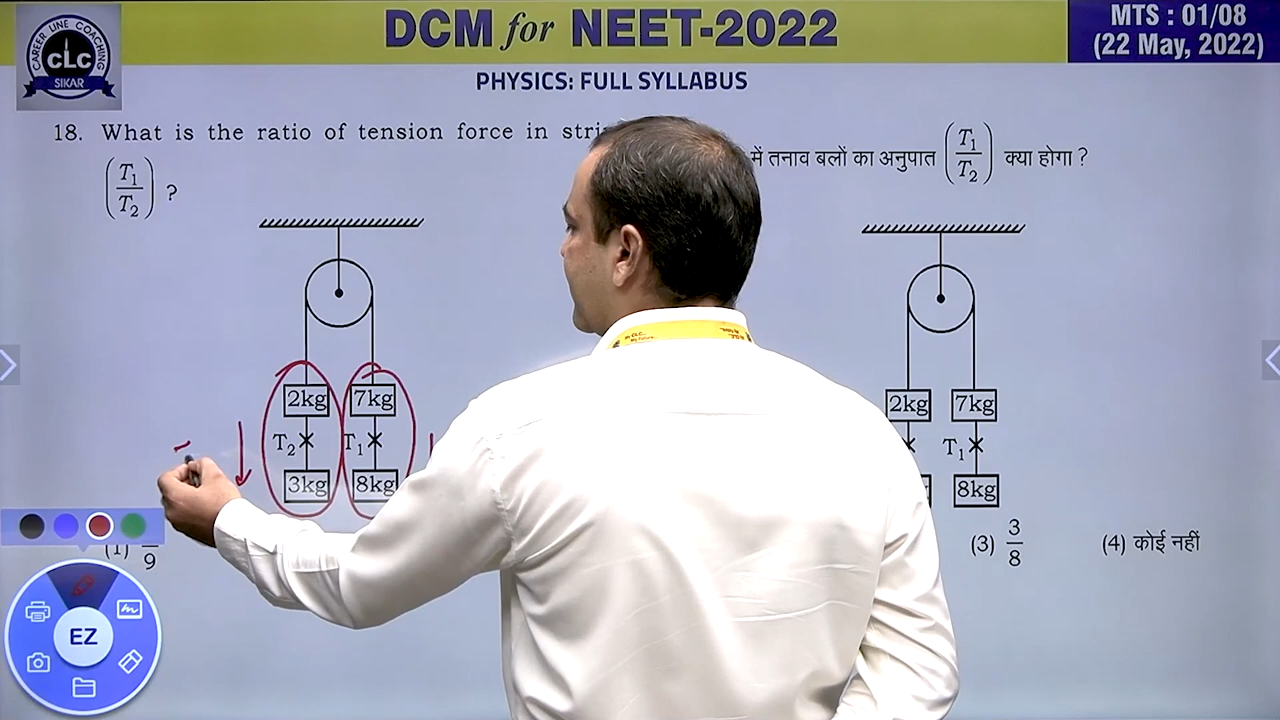 DCM for NEET-2022
MTS : 01/08
(22 May, 2022)
CAREER LINE COACHING
CLC
SIKAR
PHYSICS: FULL SYLLABUS
18. What is the ratio of tension force in
(T₁/T₂) ?
में तनाव बलों का अनुपात (T₁/T₂) क्या होगा ?
2kg 7kg
T₂ T₁
3kg 8kg
2kg 7kg
T₁
8kg
(1) 9
(3) 3/8
(4) कोई नहीं
EZ